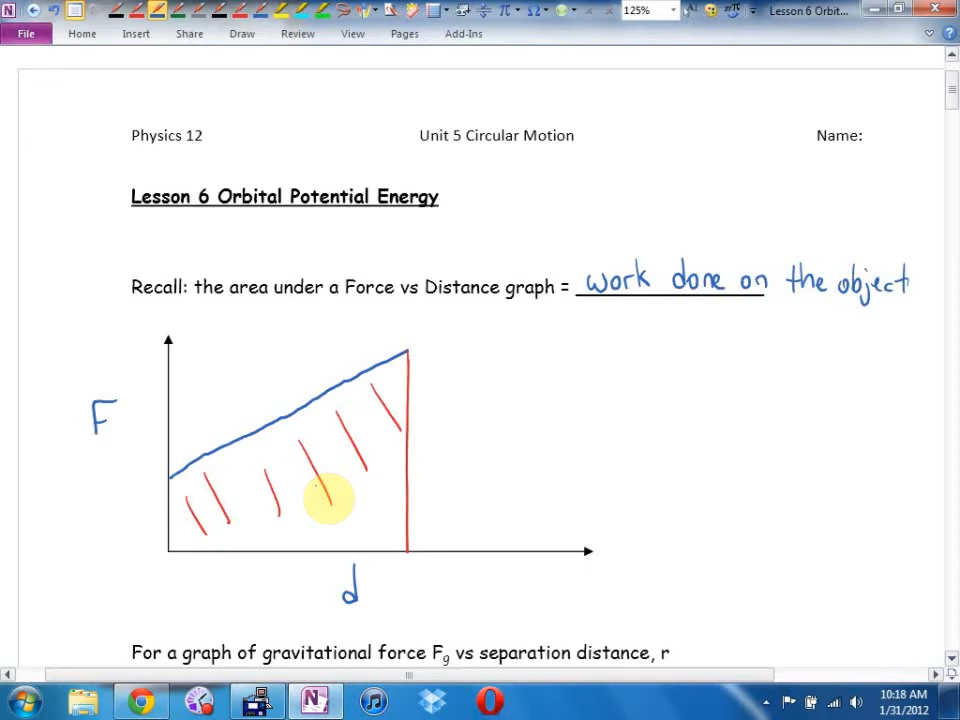 125%
Lesson 6 Orbit...
File Home Insert Share Draw Review View Pages Add-Ins
Physics 12 Unit 5 Circular Motion Name:
Lesson 6 Orbital Potential Energy
Recall: the area under a Force vs Distance graph = work done on the object
F
d
For a graph of gravitational force Fg vs separation distance, r
10:18 AM
1/31/2012